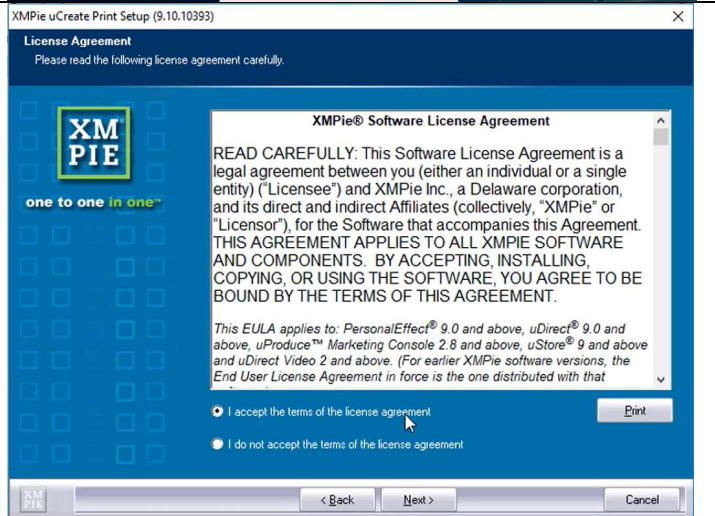 XMPie uCreate Print Setup (9.10.10393)
License Agreement
Please read the following license agreement carefully.
XM
PIE
one to one in one™
XMPie® Software License Agreement
READ CAREFULLY: This Software License Agreement is a
legal agreement between you (either an individual or a single
entity) (“Licensee”) and XMPie Inc., a Delaware corporation,
and its direct and indirect Affiliates (collectively, “XMPie” or
“Licensor”), for the Software that accompanies this Agreement.
THIS AGREEMENT APPLIES TO ALL XMPIE SOFTWARE
AND COMPONENTS. BY ACCEPTING, INSTALLING,
COPYING, OR USING THE SOFTWARE, YOU AGREE TO BE
BOUND BY THE TERMS OF THIS AGREEMENT.
This EULA applies to: PersonalEffect® 9.0 and above, uDirect® 9.0 and
above, uProduce™ Marketing Console 2.8 and above, uStore® 9 and above
and uDirect Video 2 and above. (For earlier XMPie software versions, the
End User License Agreement in force is the one distributed with that
I accept the terms of the license agreement
Print
I do not accept the terms of the license agreement
XM
PIE
< Back
Next >
Cancel